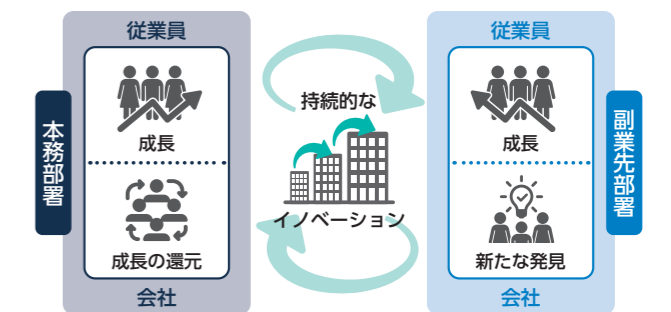 従業員
本務部署
成長
成長の還元
会社
持続的な
イノベーション
従業員
成長
新たな発見
会社
副業先部署